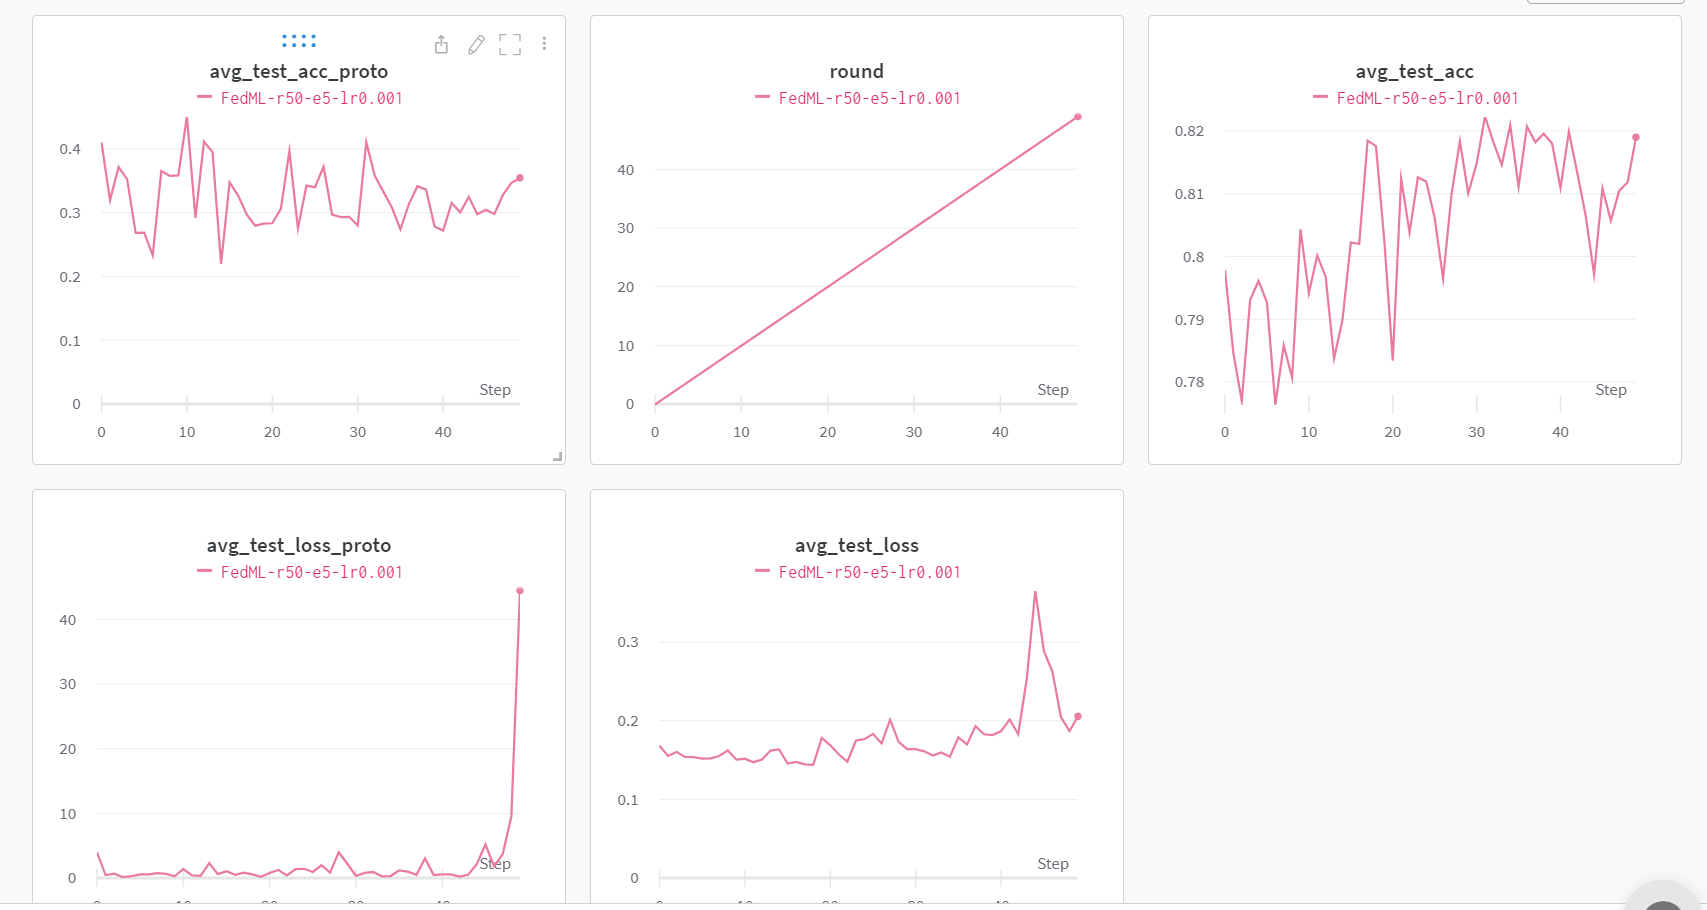 avg_test_acc_proto
FedML-r50-e5-lr0.001
0.4
0.3
0.2
0.1
0
Step
0 10 20 30 40
round
FedML-r50-e5-lr0.001
40
30
20
10
0
Step
0 10 20 30 40
avg_test_acc
FedML-r50-e5-lr0.001
0.82
0.81
0.8
0.79
0.78
Step
0 10 20 30 40
avg_test_loss_proto
FedML-r50-e5-lr0.001
40
30
20
10
0
Step
avg_test_loss
FedML-r50-e5-lr0.001
0.3
0.2
0.1
0
Step